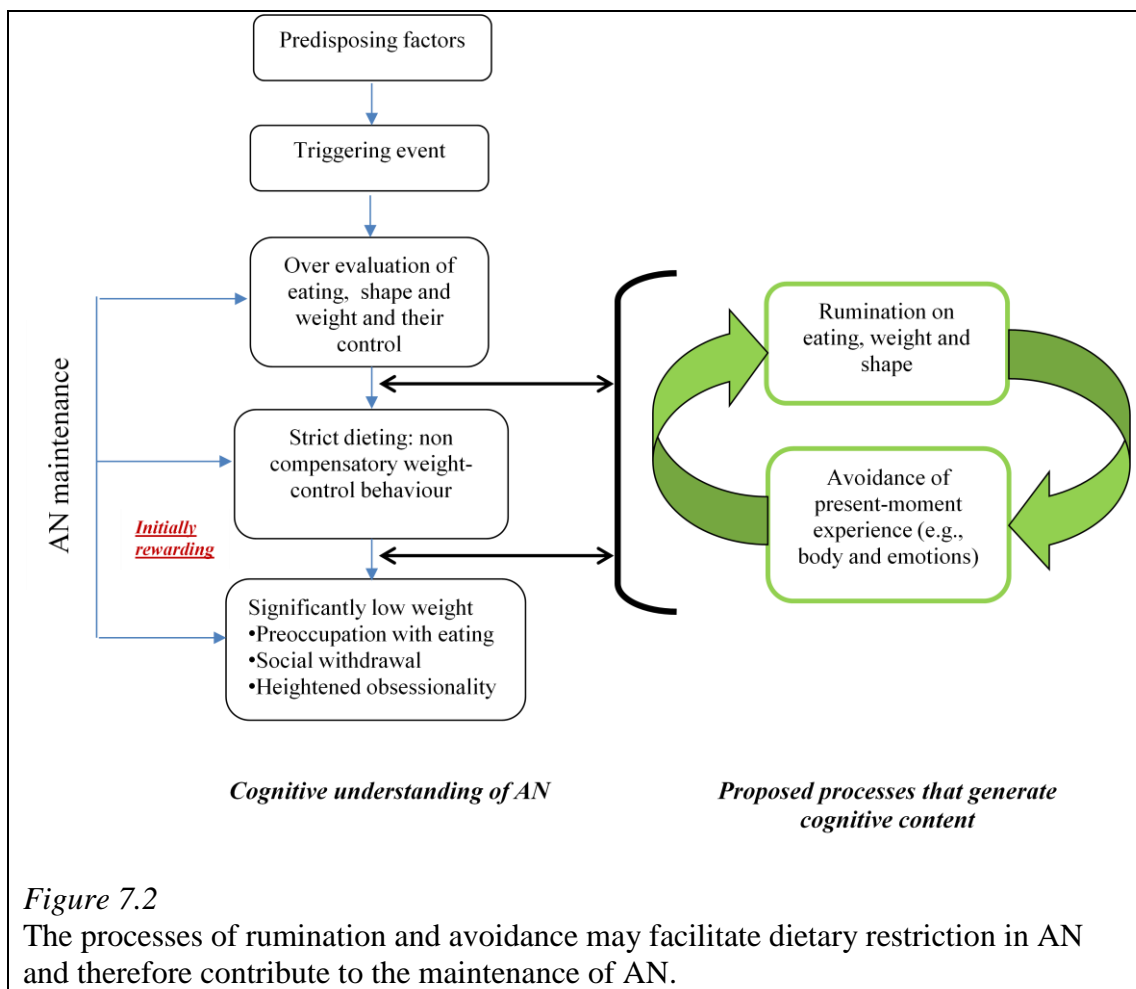 Predisposing factors
Triggering event
Over evaluation of
eating, shape and
weight and their
control
Strict dieting: non
compensatory weight-
control behaviour
Significantly low weight
•Preoccupation with eating
•Social withdrawal
•Heightened obsessionality
AN maintenance
Initially
rewarding
Rumination on
eating, weight and
shape
Avoidance of
present-moment
experience (e.g.,
body and emotions)
Cognitive understanding of AN
Proposed processes that generate
cognitive content
Figure 7.2
The processes of rumination and avoidance may facilitate dietary restriction in AN
and therefore contribute to the maintenance of AN.